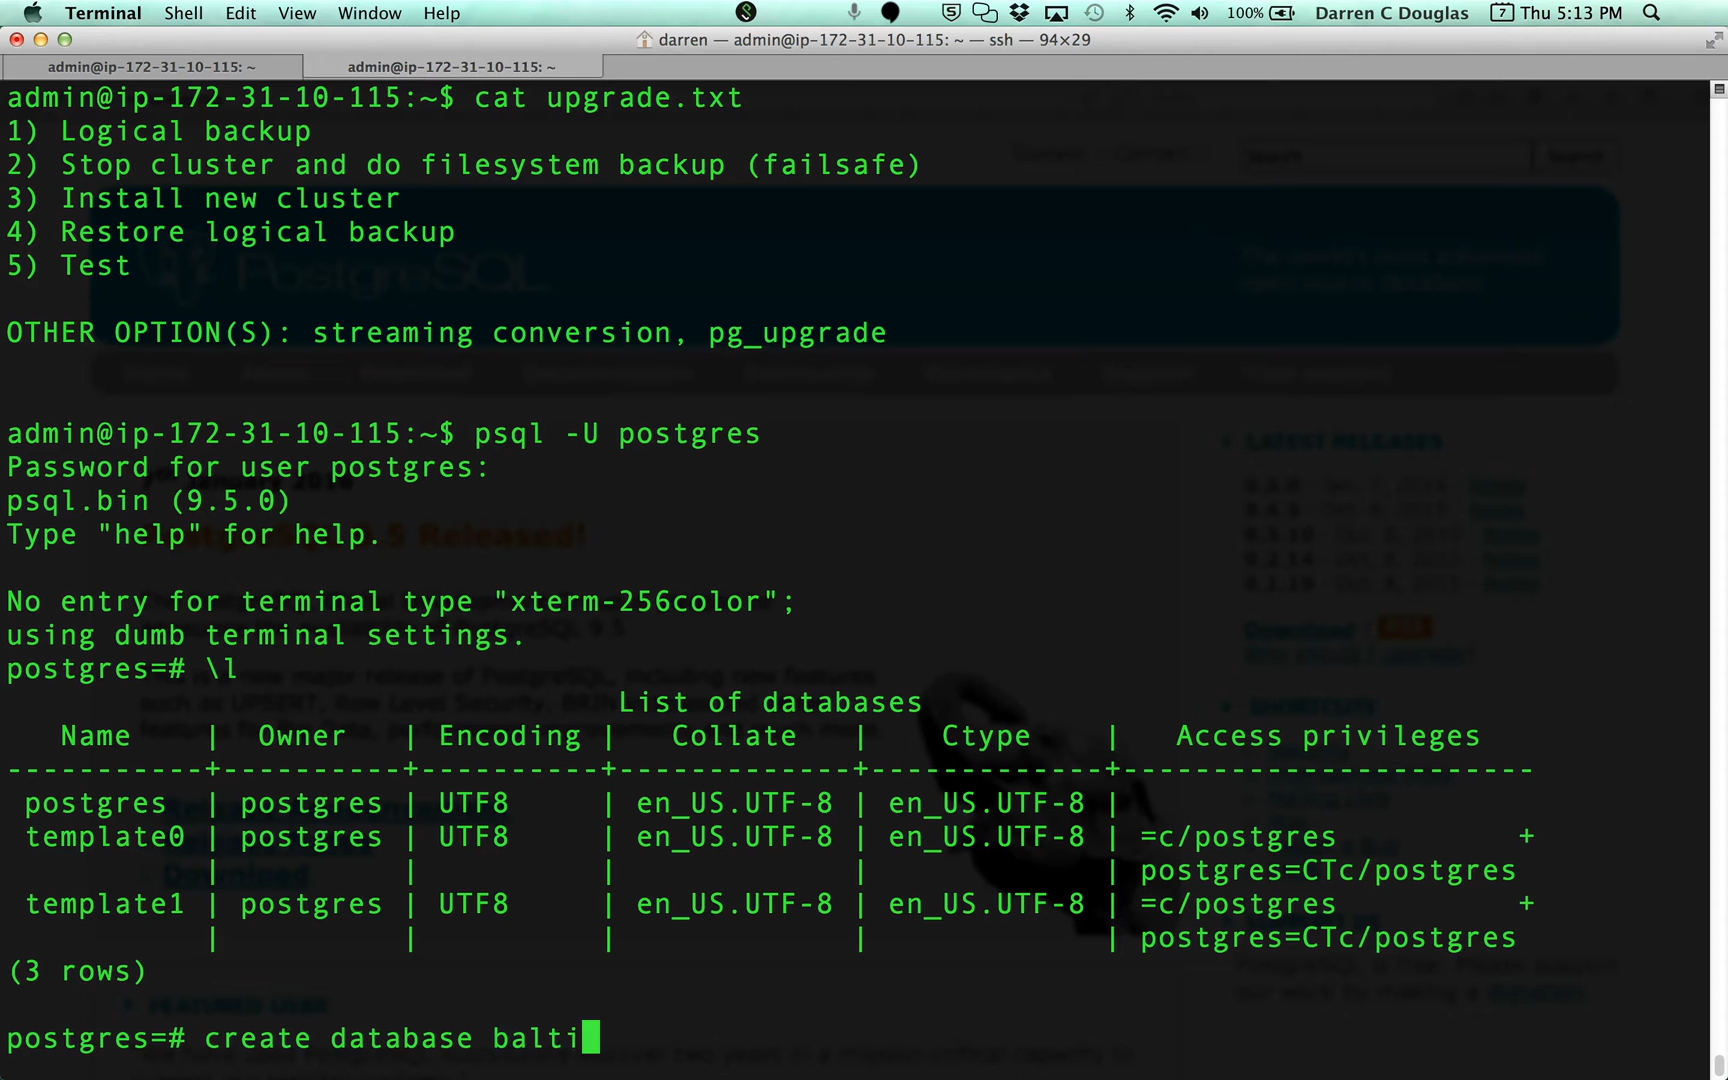 Terminal Shell Edit View Window Help 100% Darren C Douglas 7 Thu 5:13 PM
darren — admin@ip-172-31-10-115: ~ — ssh — 94×29
admin@ip-172-31-10-115: ~ admin@ip-172-31-10-115: ~
admin@ip-172-31-10-115:~$ cat upgrade.txt
1) Logical backup
2) Stop cluster and do filesystem backup (failsafe)
3) Install new cluster
4) Restore logical backup
5) Test
OTHER OPTION(S): streaming conversion, pg_upgrade
admin@ip-172-31-10-115:~$ psql -U postgres
Password for user postgres:
psql.bin (9.5.0)
Type "help" for help.
No entry for terminal type "xterm-256color";
using dumb terminal settings.
postgres=# \l
List of databases
Name | Owner | Encoding | Collate | Ctype | Access privileges
-----------+----------+----------+-------------+-------------+-----------------------
postgres | postgres | UTF8 | en_US.UTF-8 | en_US.UTF-8 |
template0 | postgres | UTF8 | en_US.UTF-8 | en_US.UTF-8 | =c/postgres +
| | | | | postgres=CTc/postgres
template1 | postgres | UTF8 | en_US.UTF-8 | en_US.UTF-8 | =c/postgres +
| | | | | postgres=CTc/postgres
(3 rows)
postgres=# create database balti